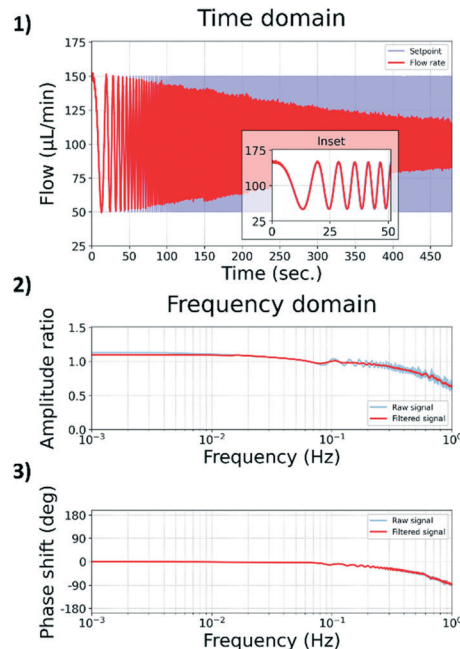 1)
Time domain
Flow (µL/min)
175
150
125
100
75
50
25
Setpoint
Flow rate
Inset
175
100
25
0
25
50
0
50
100
150
200
250
300
350
400
450
Time (sec.)
2)
Frequency domain
Amplitude ratio
1.5
1.0
0.5
0.0
Raw signal
Filtered signal
10⁻³
10⁻²
10⁻¹
10⁰
Frequency (Hz)
3)
Phase shift (deg)
180
90
0
-90
-180
Raw signal
Filtered signal
10⁻³
10⁻²
10⁻¹
10⁰
Frequency (Hz)